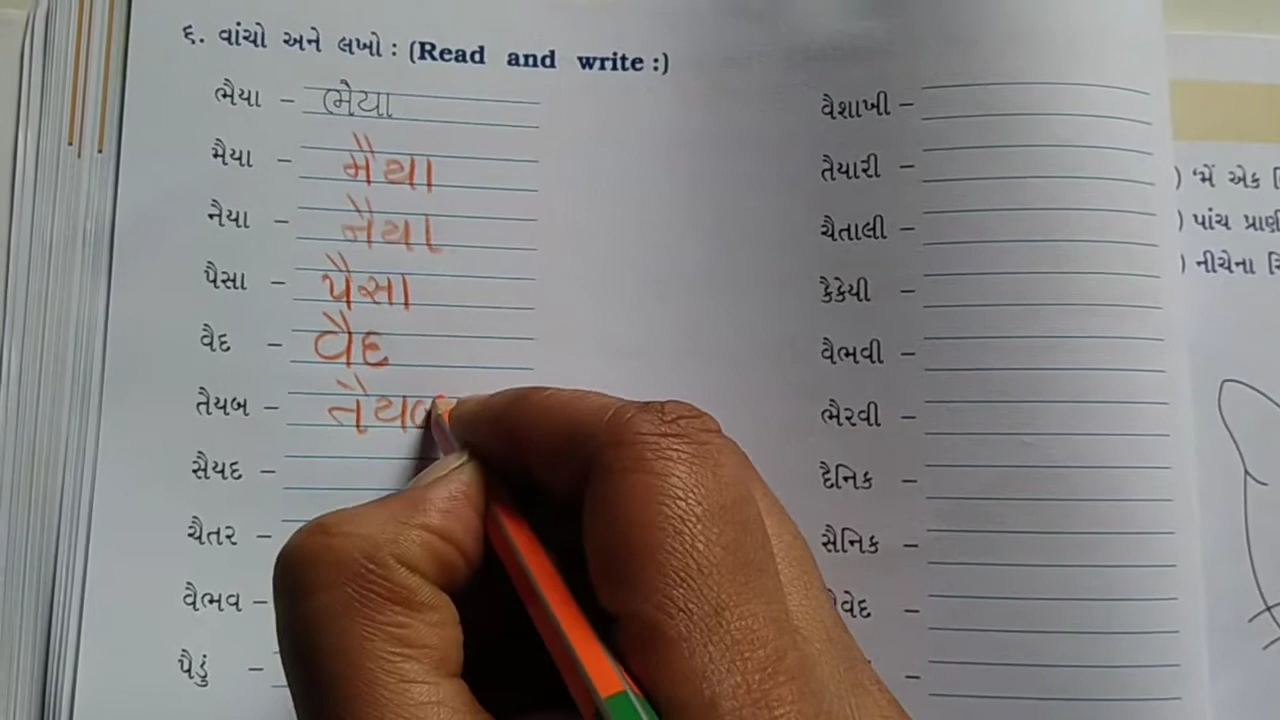 ૬. વાંચો અને લખો : (Read and write :)
ભૈયા – ભૈયા
મૈયા – મૈયા
નૈયા – નૈયા
પૈસા – પૈસા
વૈદ – વૈદ
તૈયબ – તૈયબ
સૈયદ –
ચૈતર –
વૈભવ –
પૈડું –
વૈશાખી –
તૈયારી –
ચૈતાલી –
કૈકેયી –
વૈભવી –
ભૈરવી –
દૈનિક –
સૈનિક –
–
–
) ‘મેં એક
) પાંચ
) નીચેના